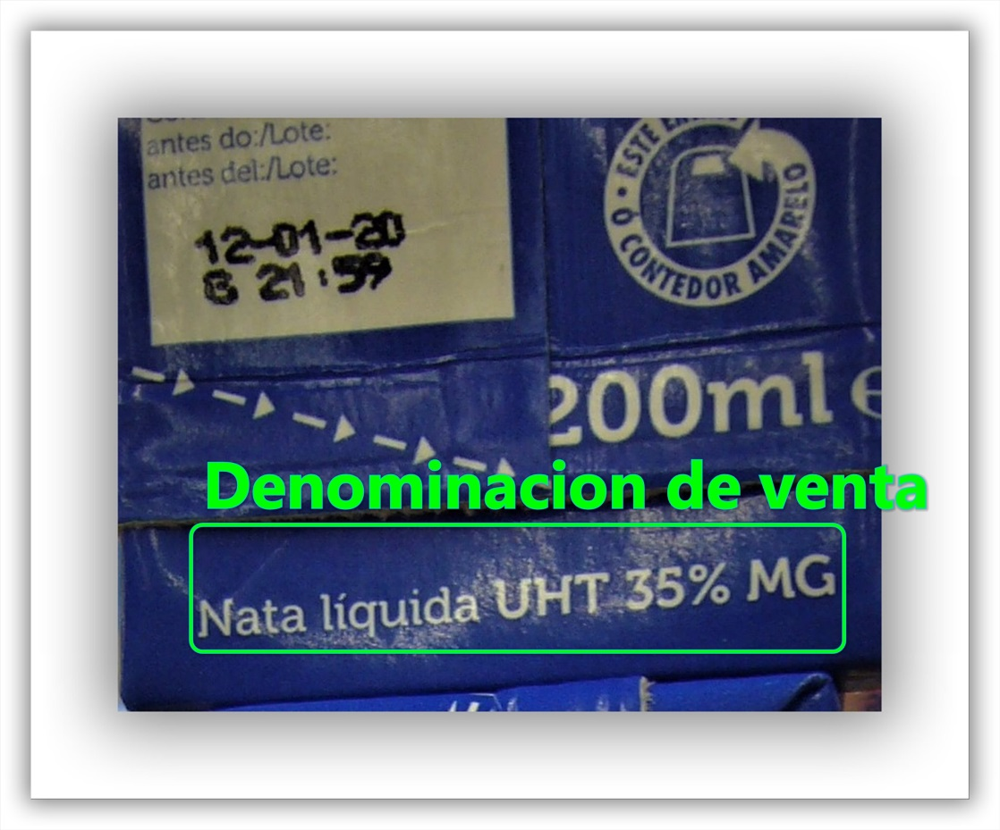 antes do:/Lote:
antes del:/Lote:
12-01-20
21:59
• ESTE
Ó CONTEDOR AMARELO
200ml e
Denominacion de venta
Nata líquida UHT 35% MG